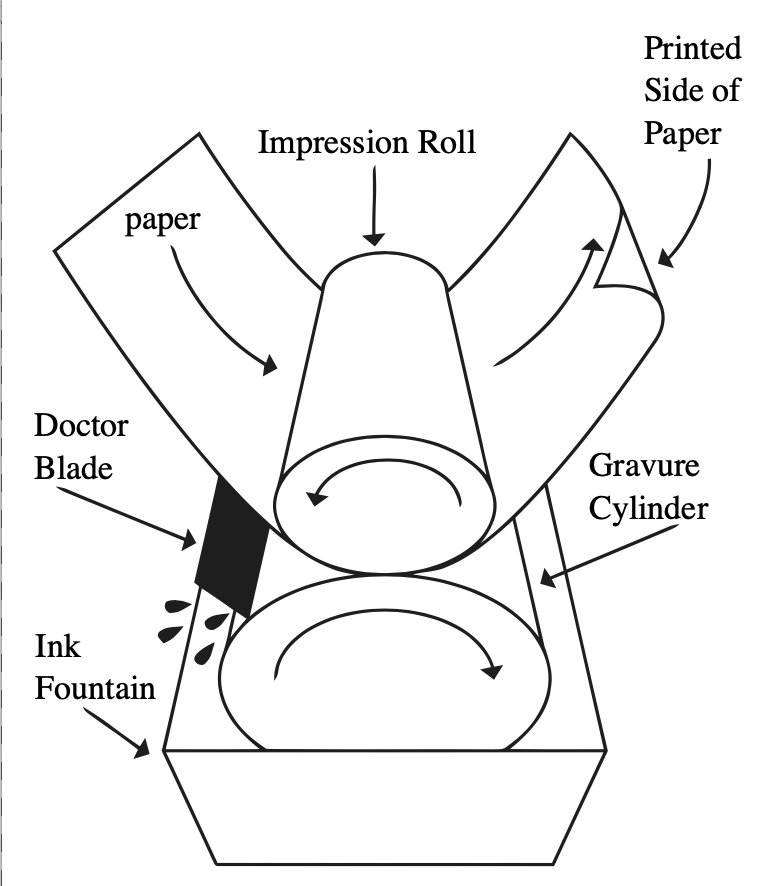 Printed
Side of
Paper
Impression Roll
paper
Doctor
Blade
Gravure
Cylinder
Ink
Fountain